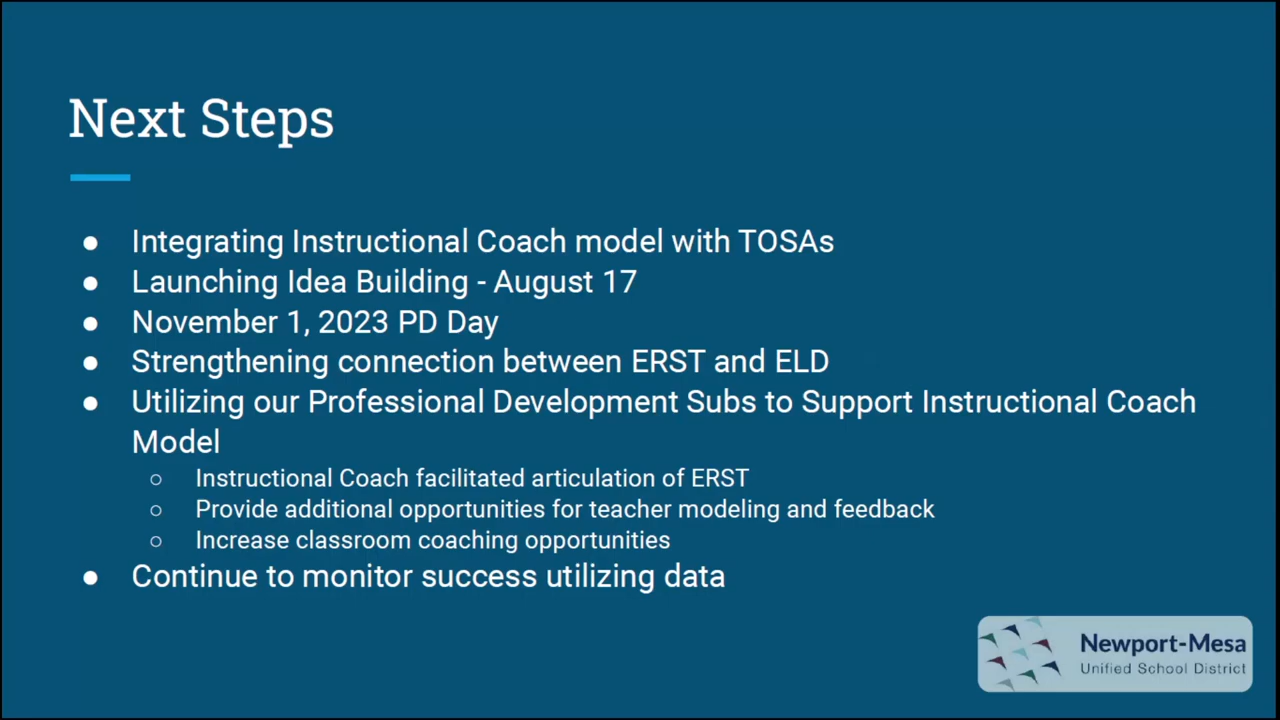 Next Steps
● Integrating Instructional Coach model with TOSAs
● Launching Idea Building - August 17
● November 1, 2023 PD Day
● Strengthening connection between ERST and ELD
● Utilizing our Professional Development Subs to Support Instructional Coach
Model
○ Instructional Coach facilitated articulation of ERST
○ Provide additional opportunities for teacher modeling and feedback
○ Increase classroom coaching opportunities
● Continue to monitor success utilizing data
Newport-Mesa
Unified School District